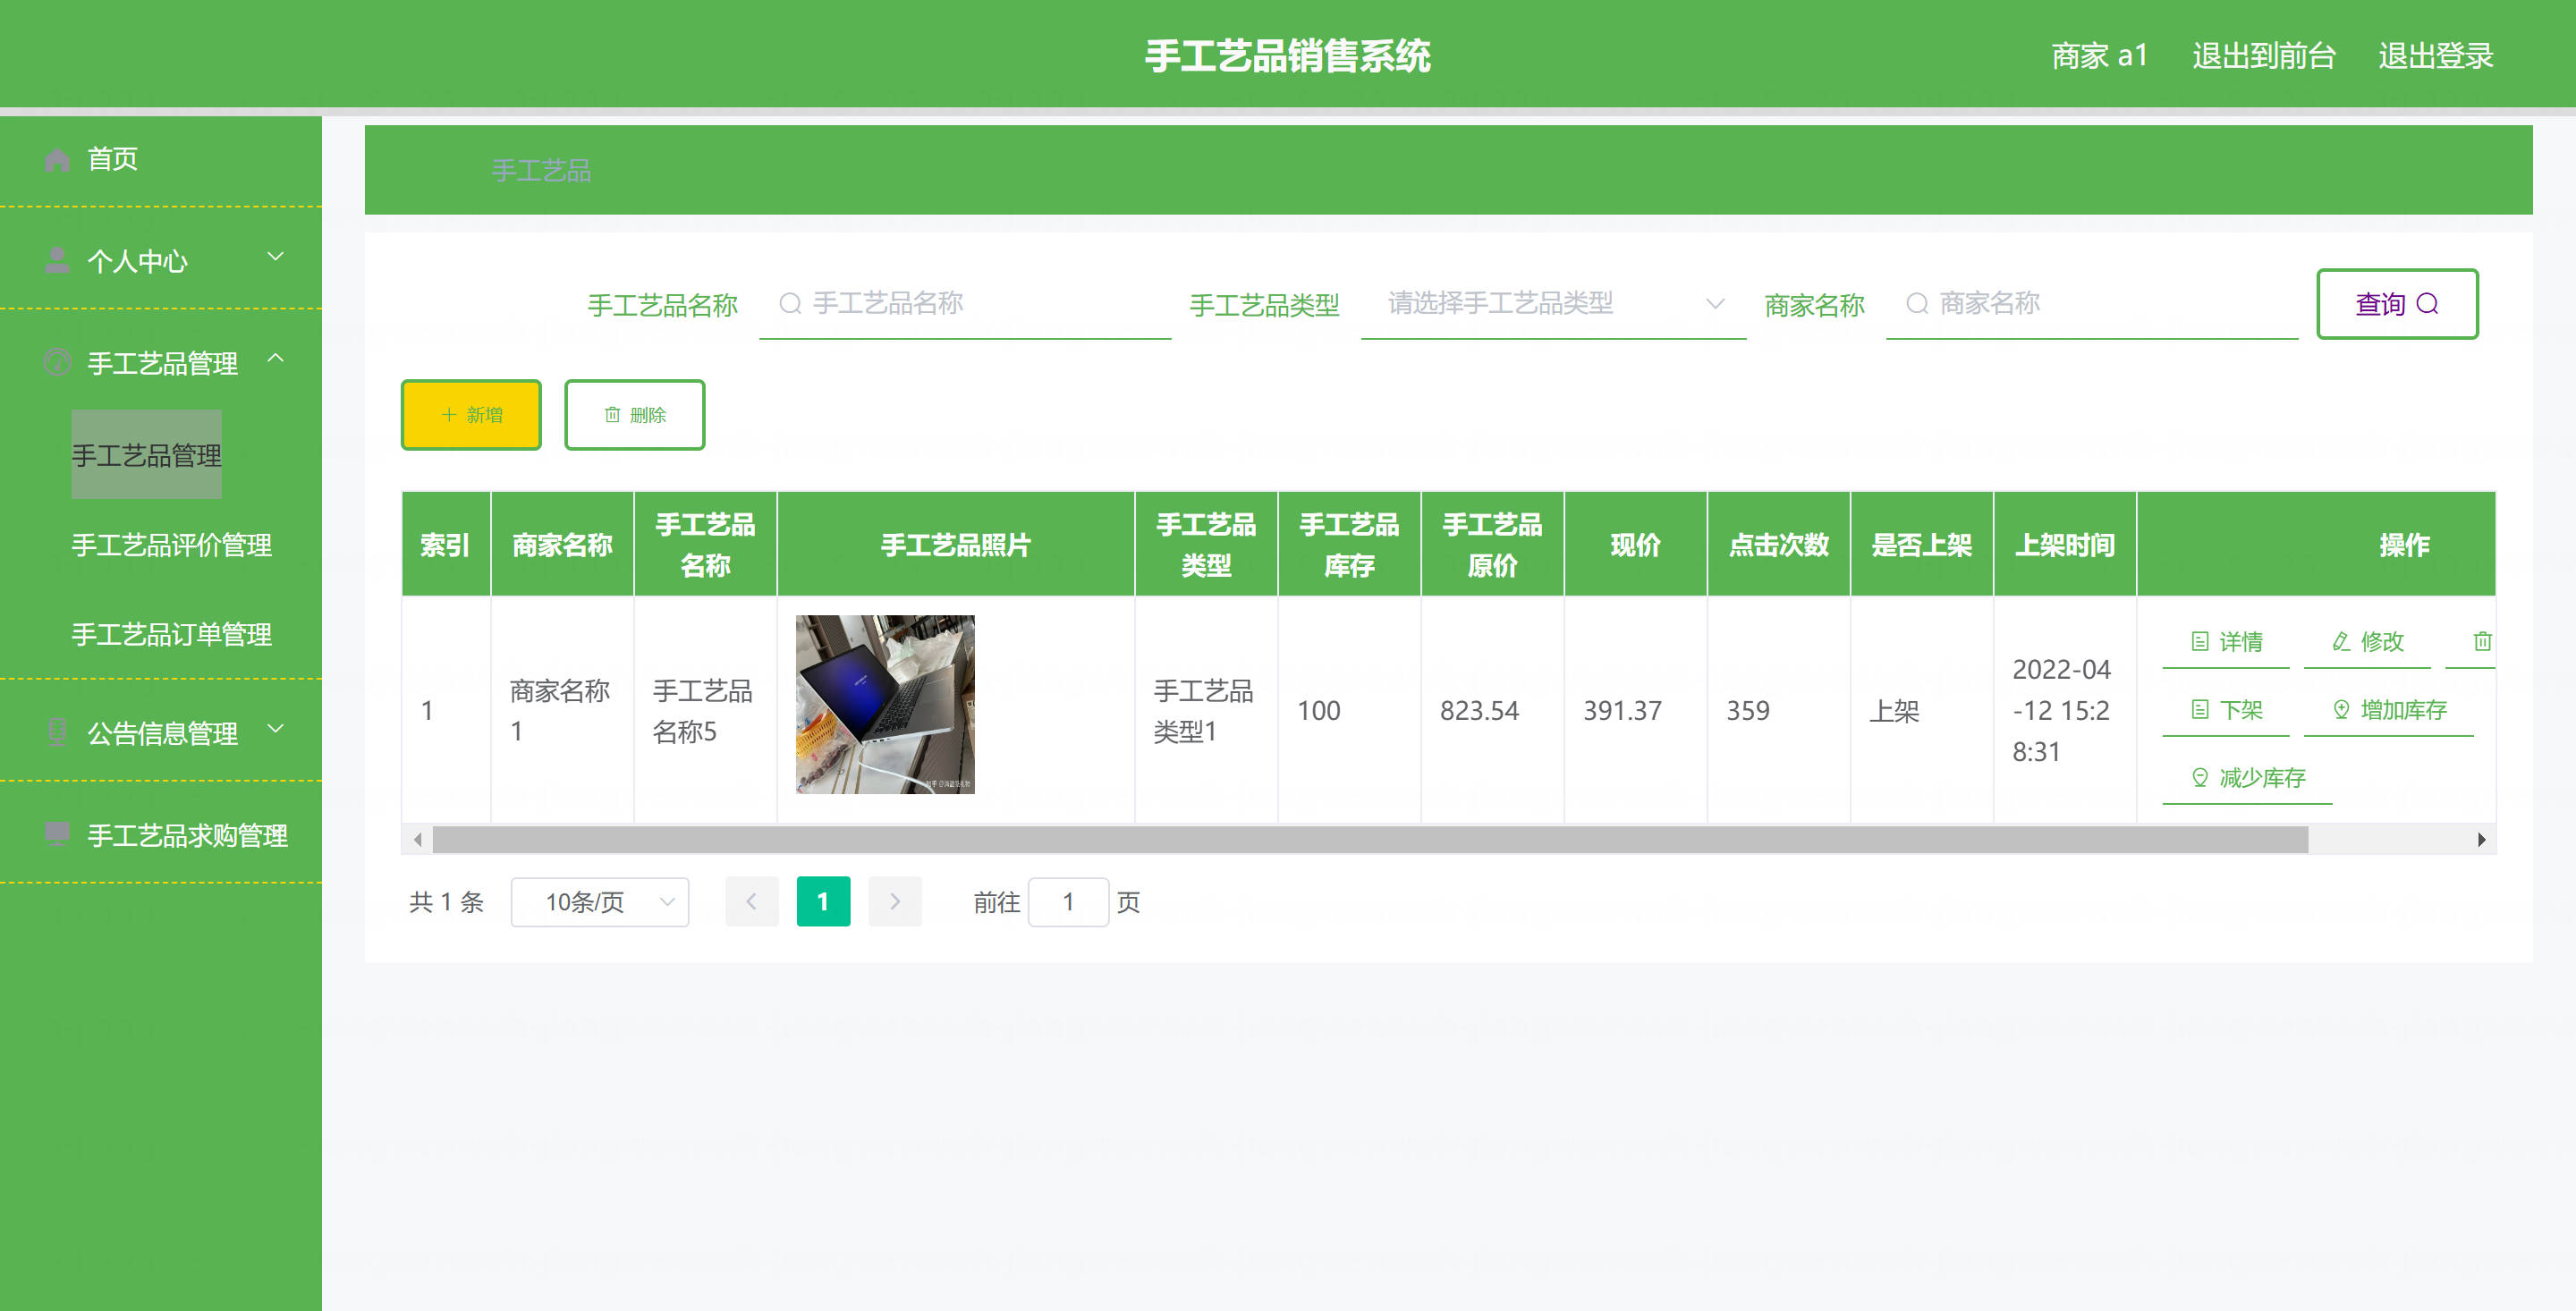 手工艺品销售系统
商家 a1 退出到前台 退出登录
首页
个人中心
手工艺品管理
手工艺品管理
手工艺品评价管理
手工艺品订单管理
公告信息管理
手工艺品求购管理
手工艺品
手工艺品名称 手工艺品名称 手工艺品类型 请选择手工艺品类型 商家名称 商家名称 查询
新增 删除
索引 商家名称 手工艺品名称 手工艺品照片 手工艺品类型 手工艺品库存 手工艺品原价 现价 点击次数 是否上架 上架时间 操作
1 商家名称1 手工艺品名称5 手工艺品类型1 100 823.54 391.37 359 上架 2022-04-12 15:28:31
详情 修改
下架 增加库存
减少库存
共 1 条 10条/页 1 前往 1 页